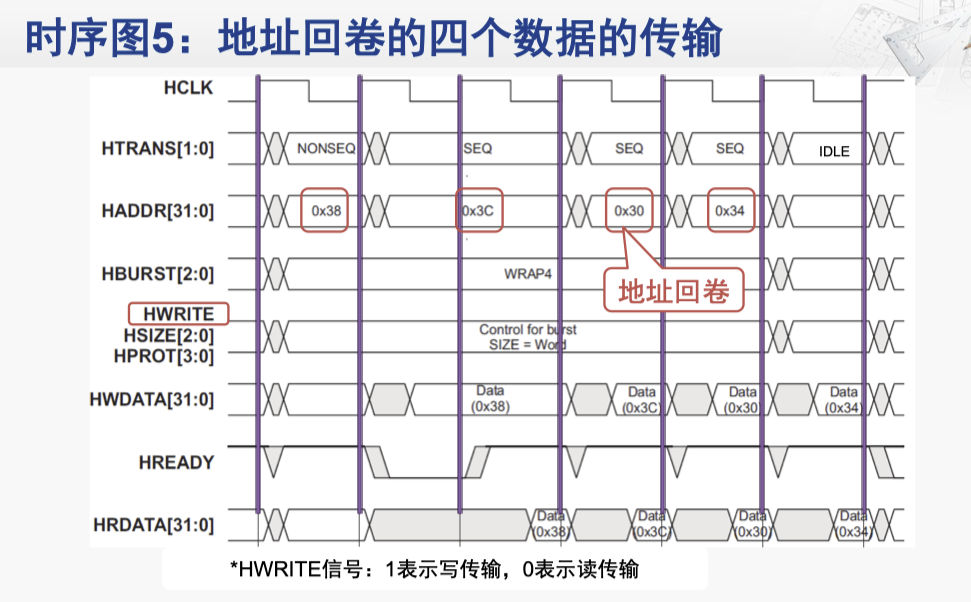 时序图5：地址回卷的四个数据的传输
HCLK
HTRANS[1:0] NONSEQ SEQ SEQ SEQ IDLE
HADDR[31:0] 0x38 0x3C 0x30 0x34
HBURST[2:0] WRAP4
地址回卷
HWRITE
HSIZE[2:0]
HPROT[3:0]
Control for burst
SIZE = Word
HWDATA[31:0]
Data
(0x38)
Data
(0x3C)
Data
(0x30)
Data
(0x34)
HREADY
HRDATA[31:0]
Data
(0x38)
Data
(0x3C)
Data
(0x30)
Data
(0x34)
*HWRITE信号：1表示写传输，0表示读传输